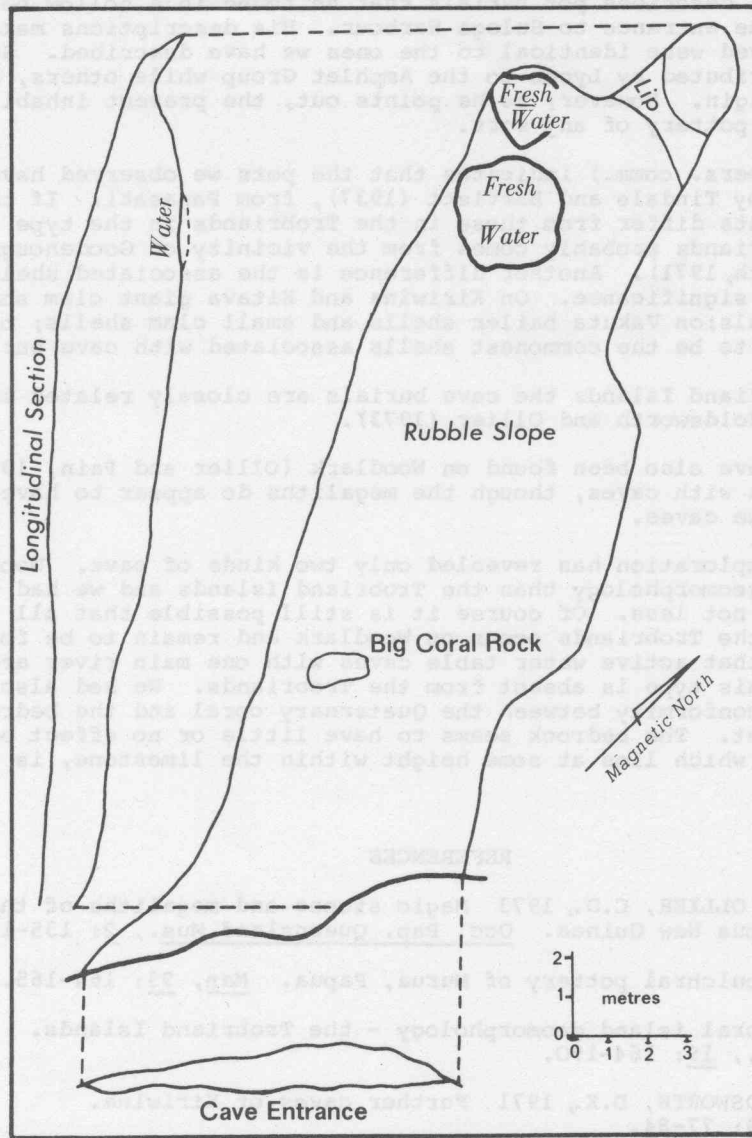 Fresh
Water
Lip
Water
Fresh
Water
Longitudinal Section
Rubble Slope
Big Coral Rock
Magnetic North
2
1
0
metres
0 1 2 3
Cave Entrance